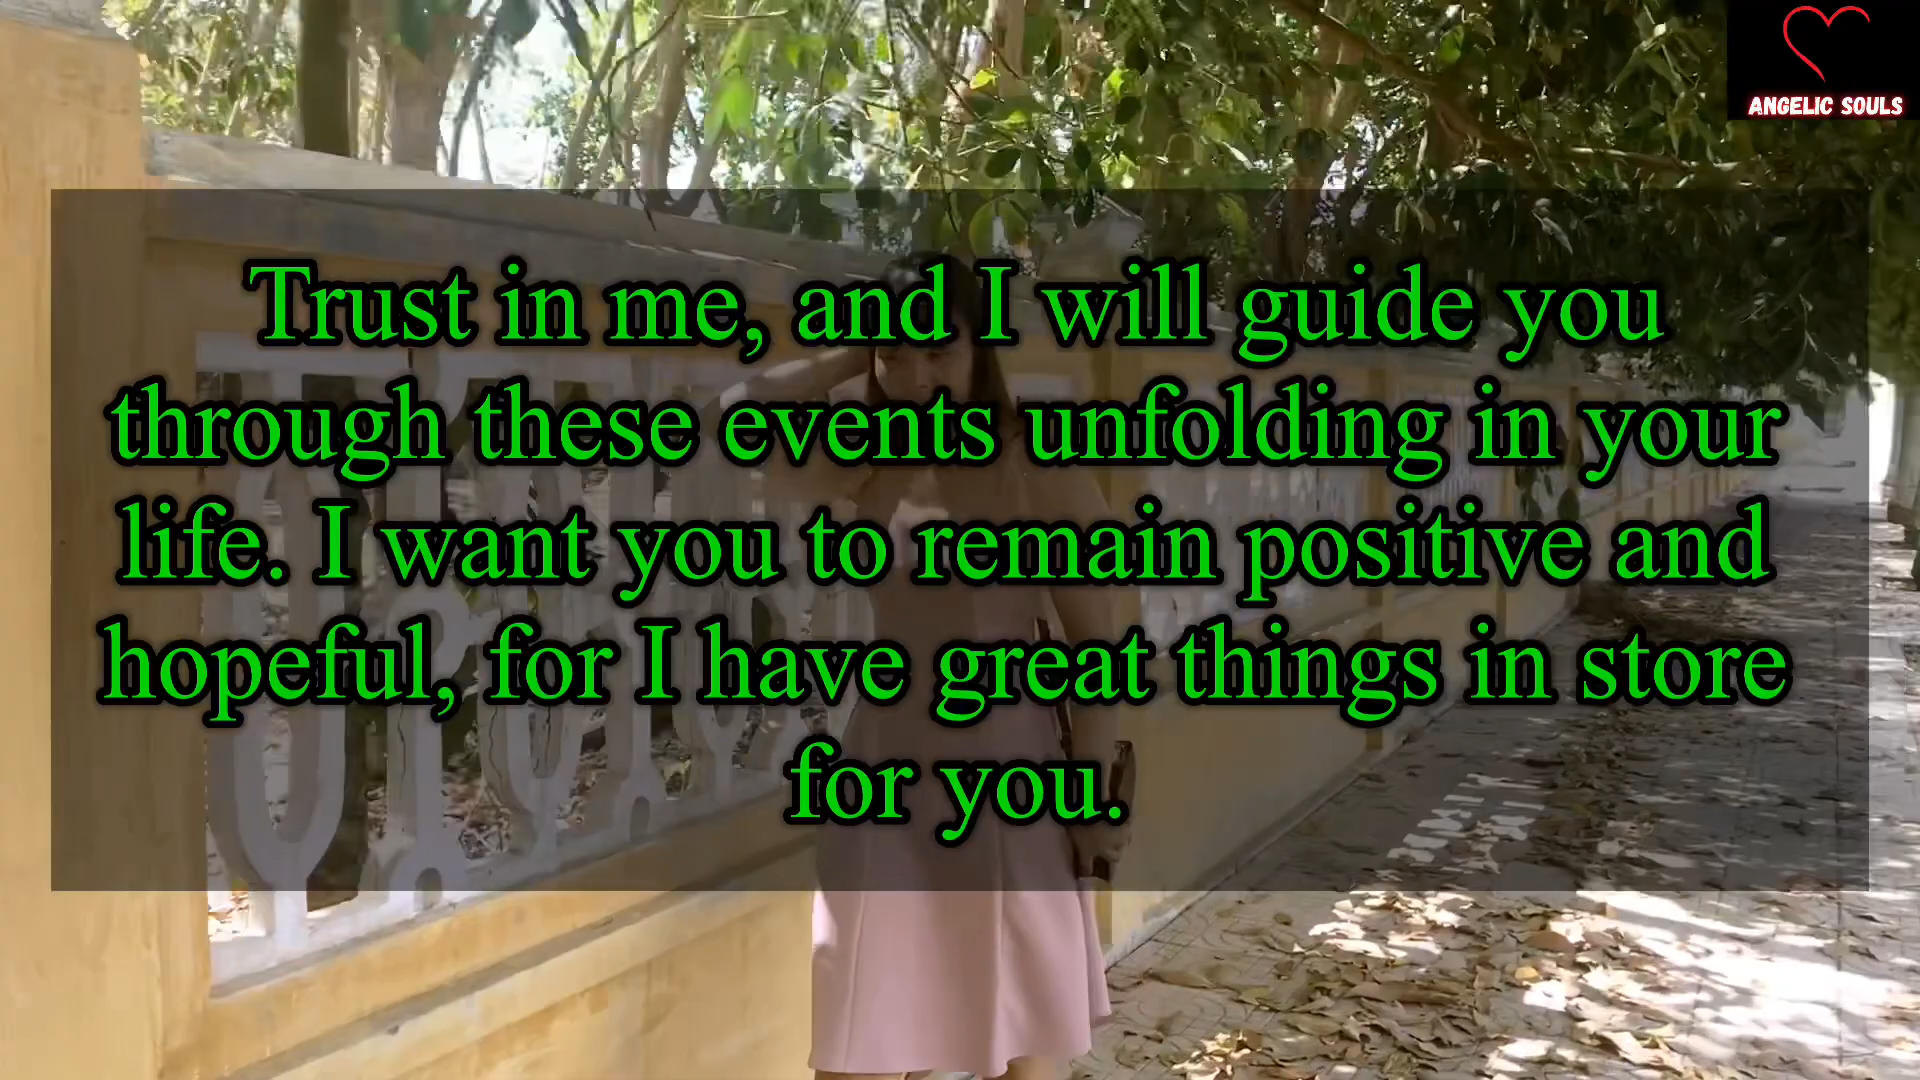 ANGELIC SOULS
Trust in me, and I will guide you
through these events unfolding in your
life. I want you to remain positive and
hopeful, for I have great things in store
for you.